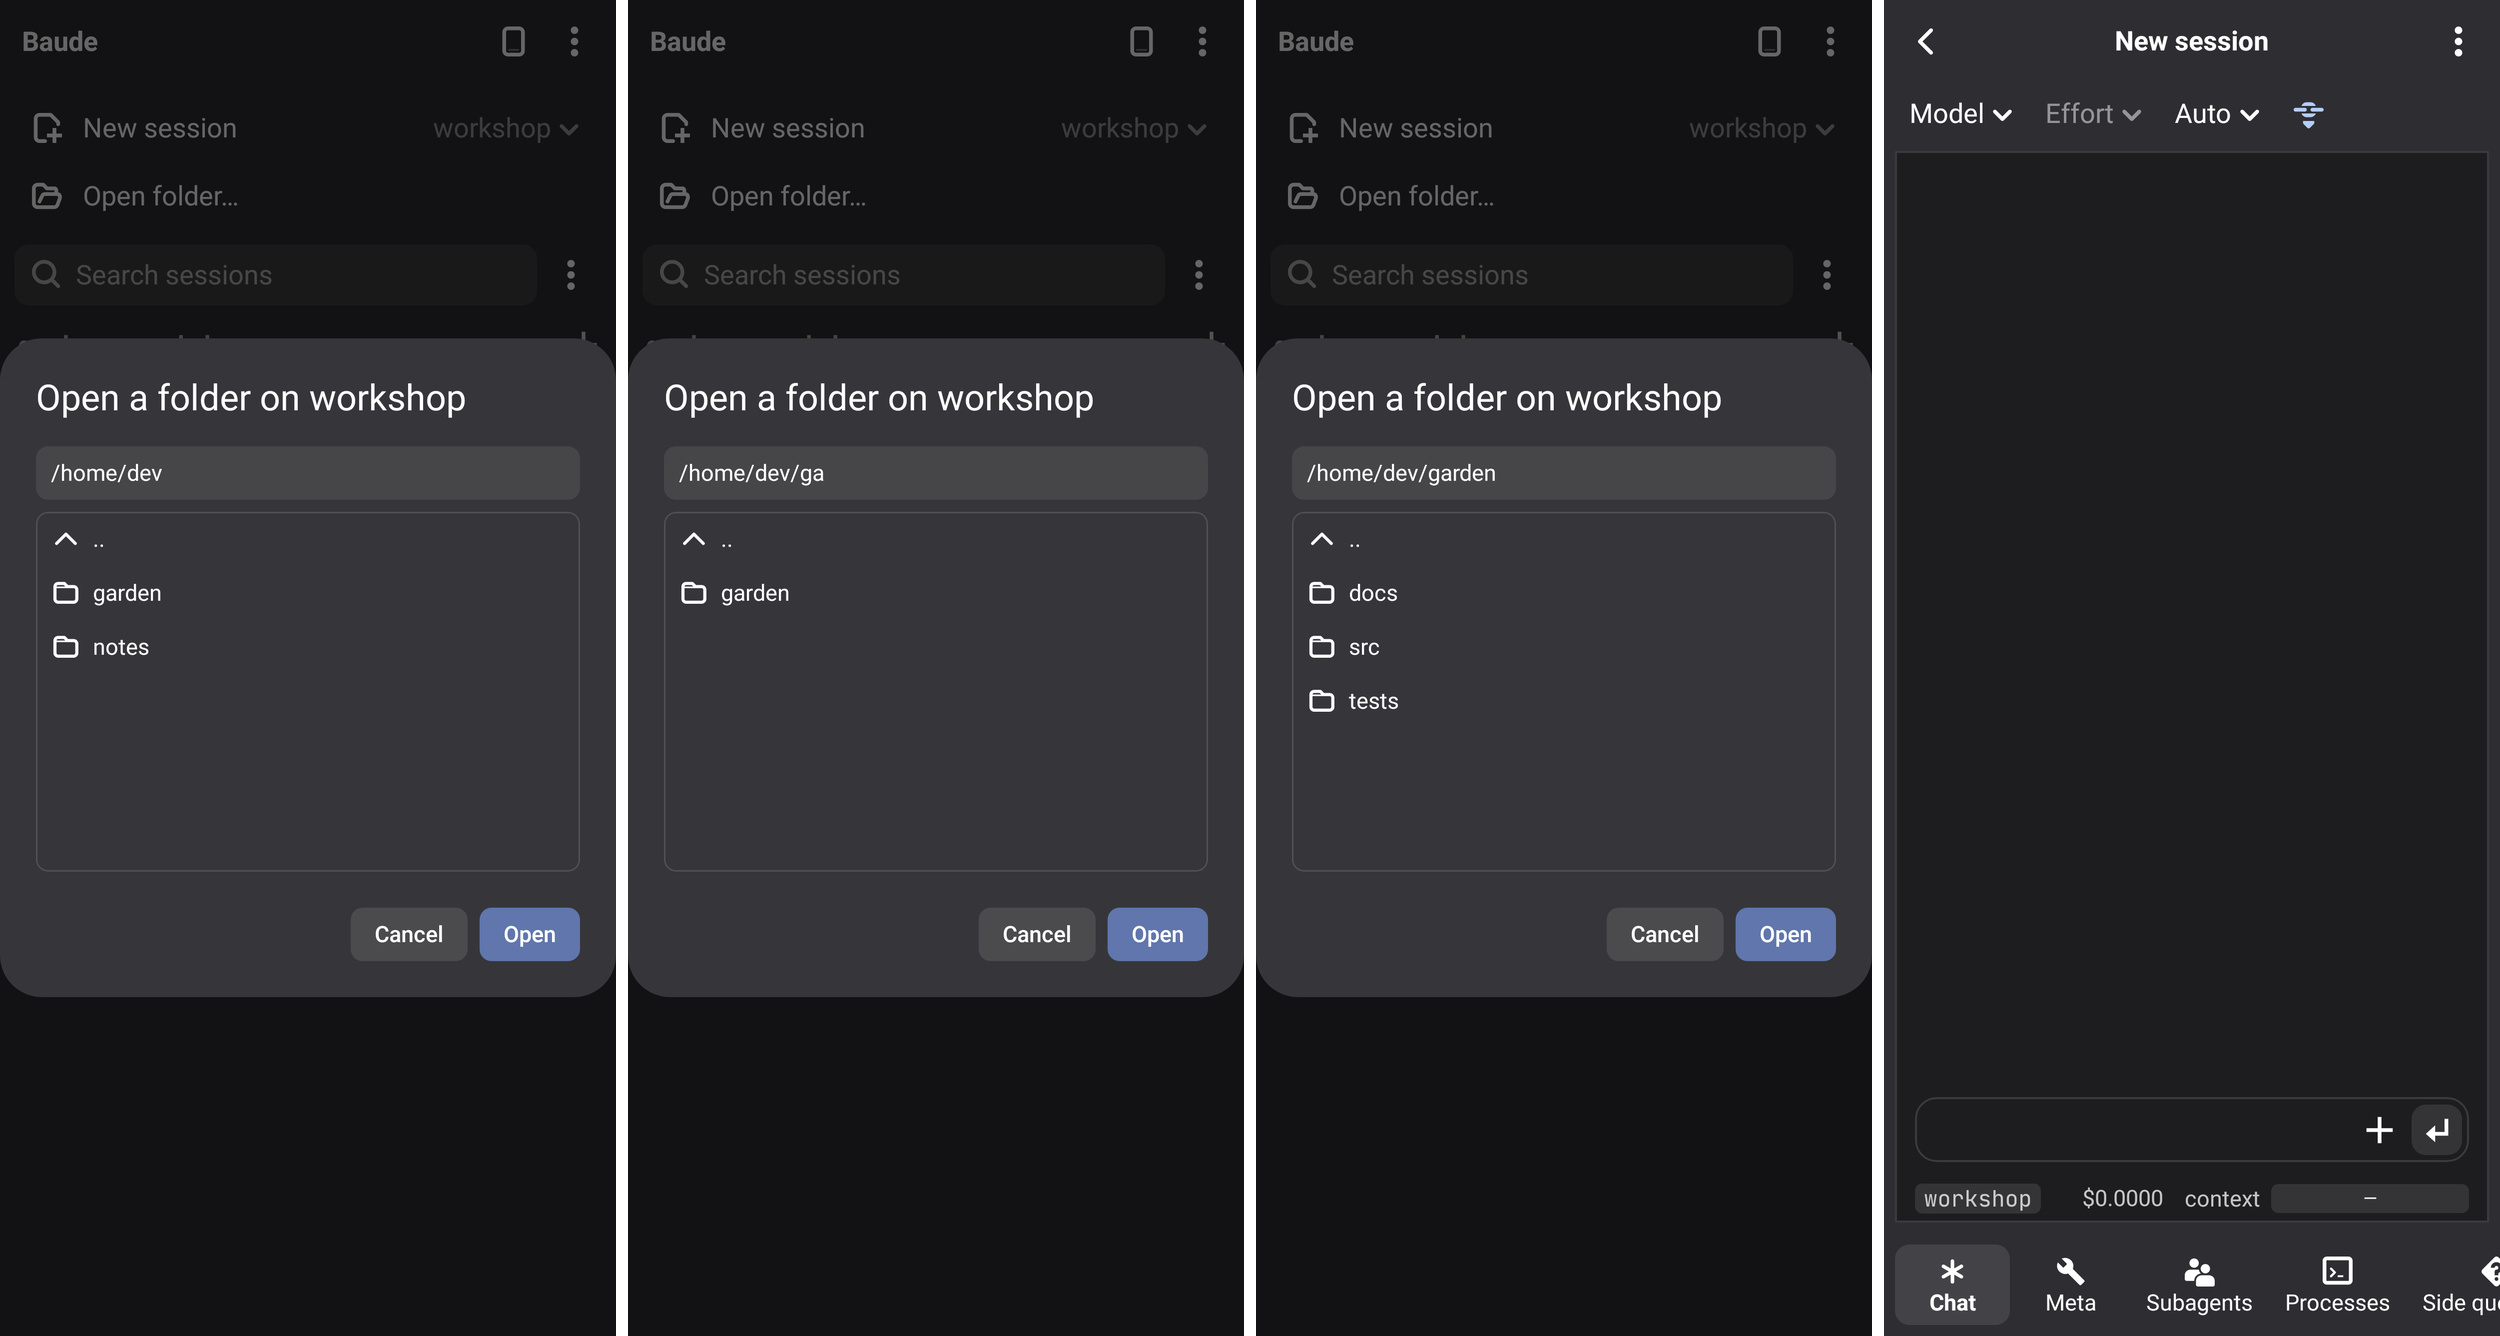 Baude
New session
workshop
Open folder...
Search sessions
Open a folder on workshop
/home/dev
..
garden
notes
Cancel
Open
Baude
New session
workshop
Open folder...
Search sessions
Open a folder on workshop
/home/dev/ga
..
garden
Cancel
Open
Baude
New session
workshop
Open folder...
Search sessions
Open a folder on workshop
/home/dev/garden
..
docs
src
tests
Cancel
Open
New session
Model
Effort
Auto
workshop
$0.0000
context
–
Chat
Meta
Subagents
Processes
Side